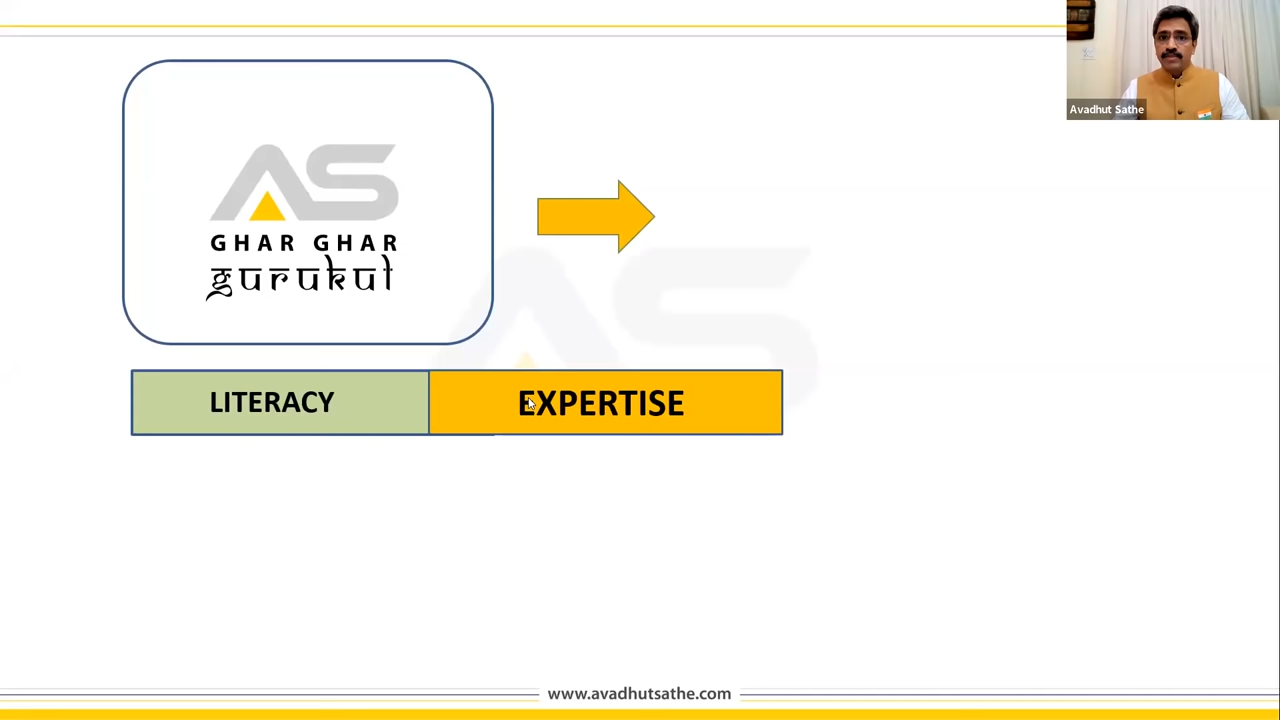 Avadhut Sathe
AS
GHAR GHAR
gurukul
LITERACY
EXPERTISE
www.avadhutsathe.com